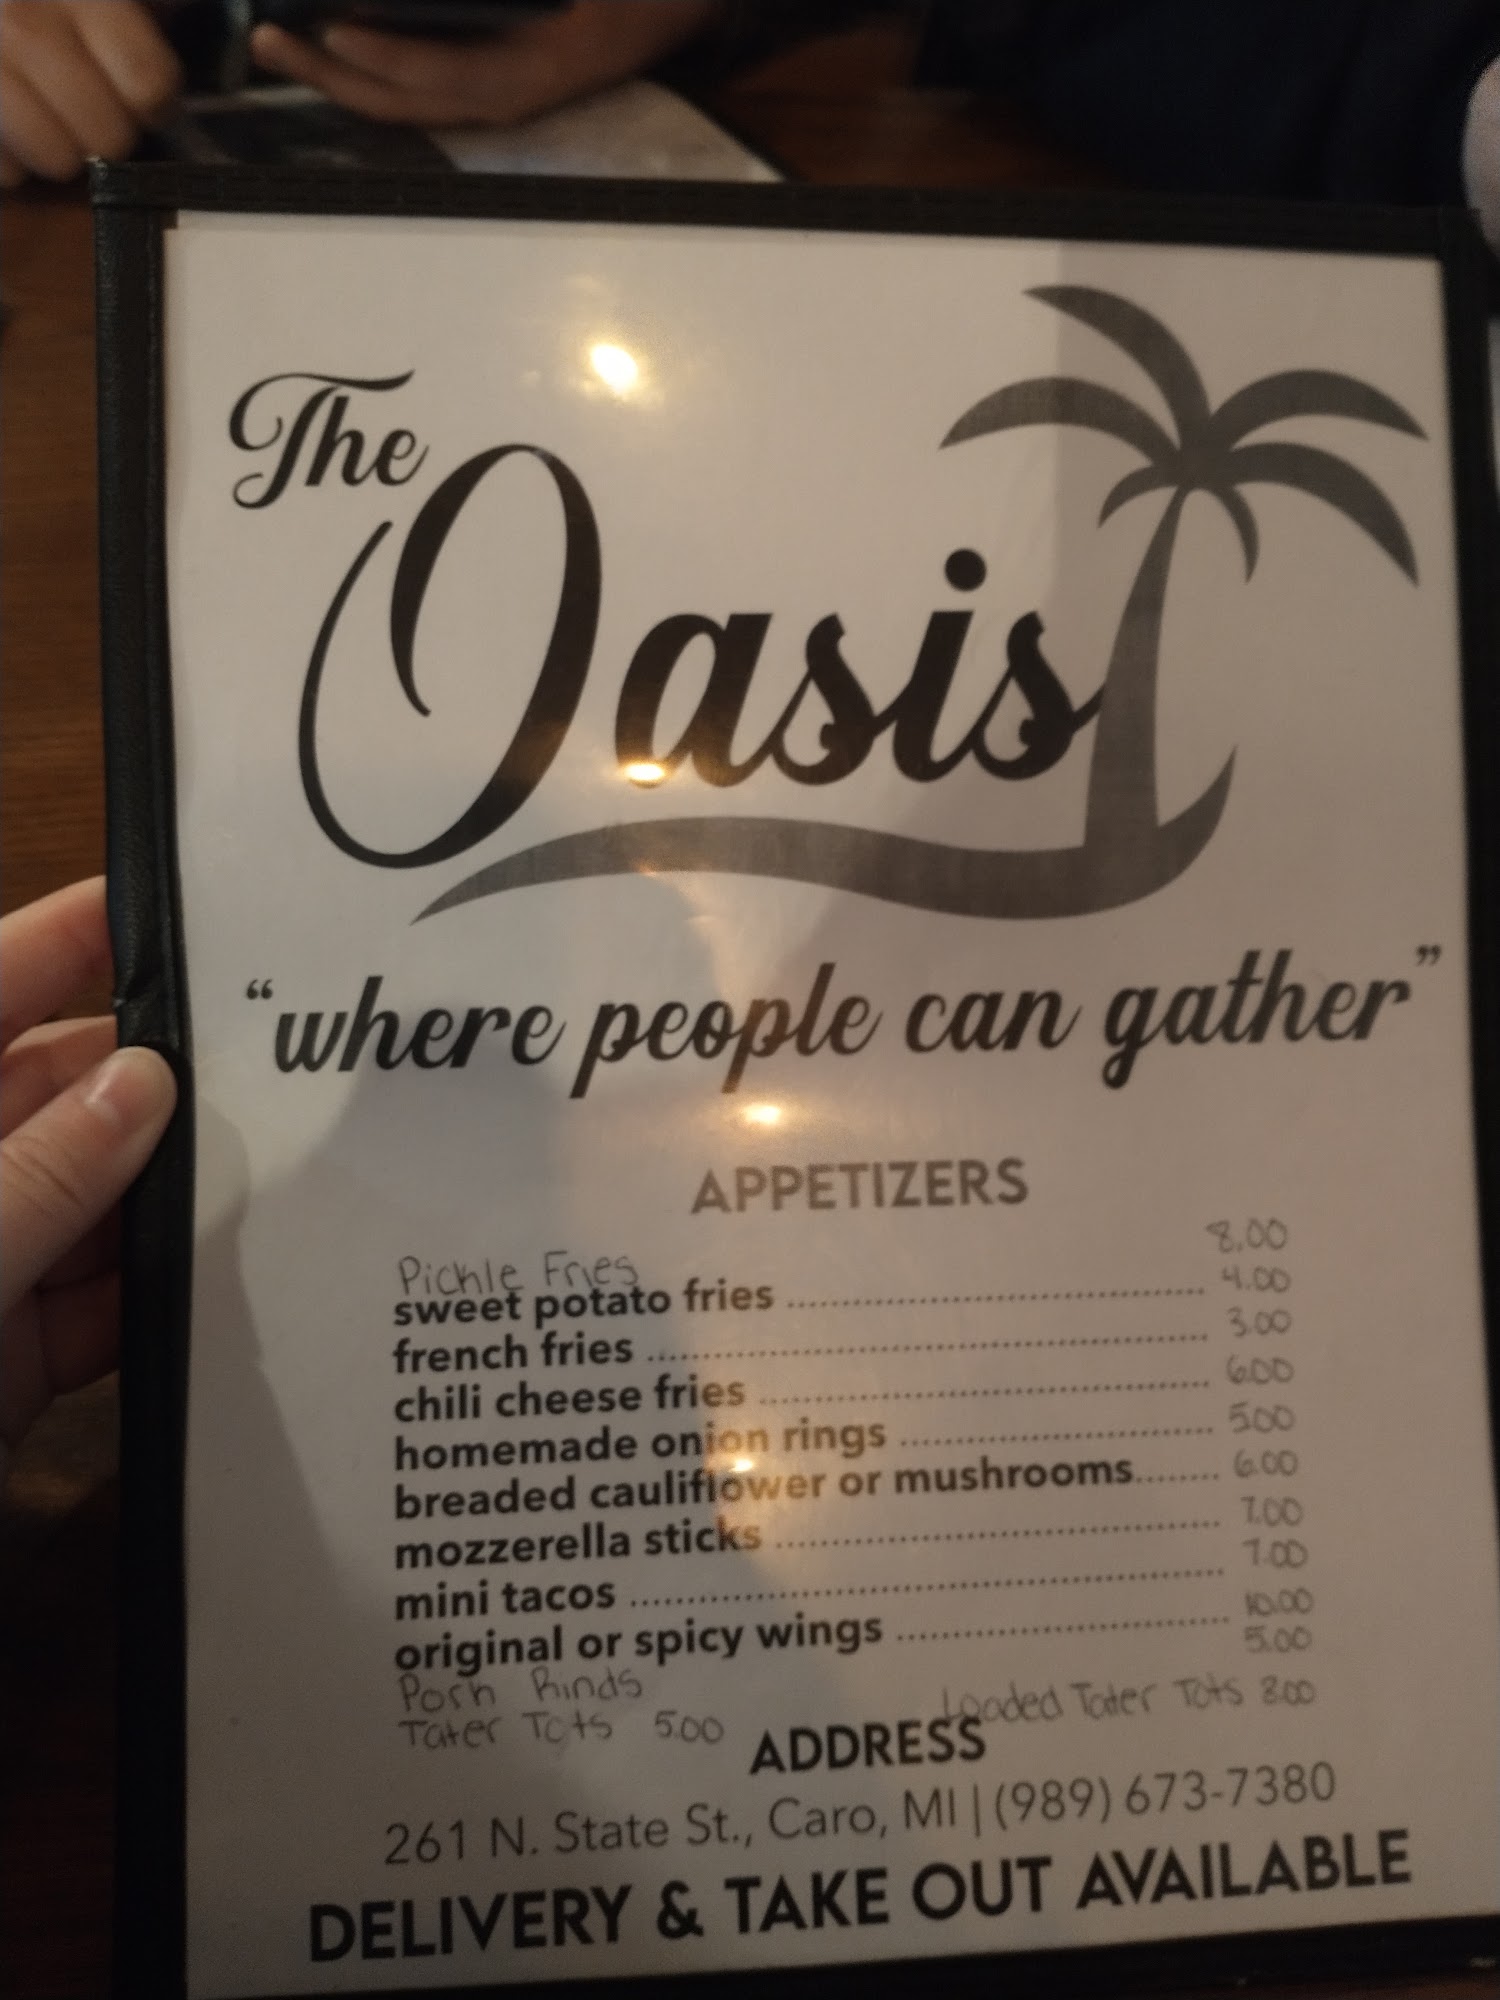 The
Oasis
“where people can gather”
APPETIZERS
Pickle Fries 8.00
sweet potato fries .......... 4.00
french fries .......... 3.00
chili cheese fries .......... 6.00
homemade onion rings .......... 5.00
breaded cauliflower or mushrooms........ 6.00
mozzerella sticks .......... 7.00
mini tacos .......... 7.00
original or spicy wings .......... 10.00
Pork Rinds 5.00
Tater Tots 5.00 Loaded Tater Tots 8.00
ADDRESS
261 N. State St., Caro, MI | (989) 673-7380
DELIVERY & TAKE OUT AVAILABLE